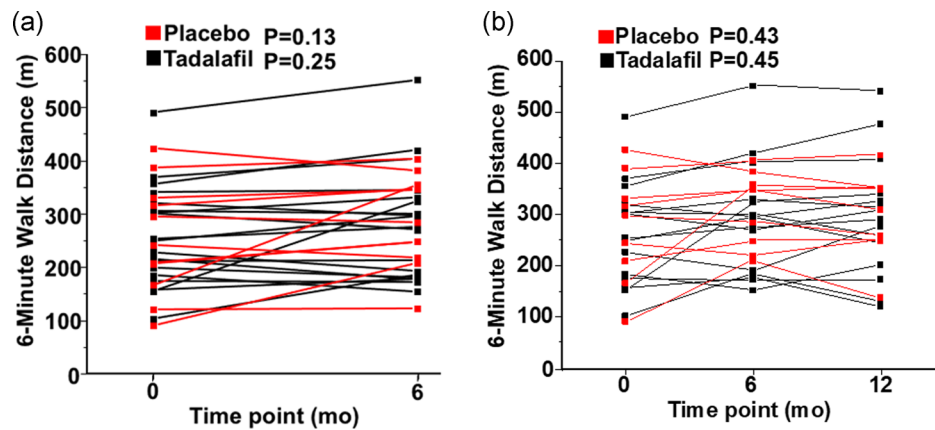 (a)
Placebo P=0.13
Tadalafil P=0.25
6-Minute Walk Distance (m)
600
500
400
300
200
100
0
0 6
Time point (mo)
(b)
Placebo P=0.43
Tadalafil P=0.45
6-Minute Walk Distance (m)
600
500
400
300
200
100
0
0 6 12
Time point (mo)